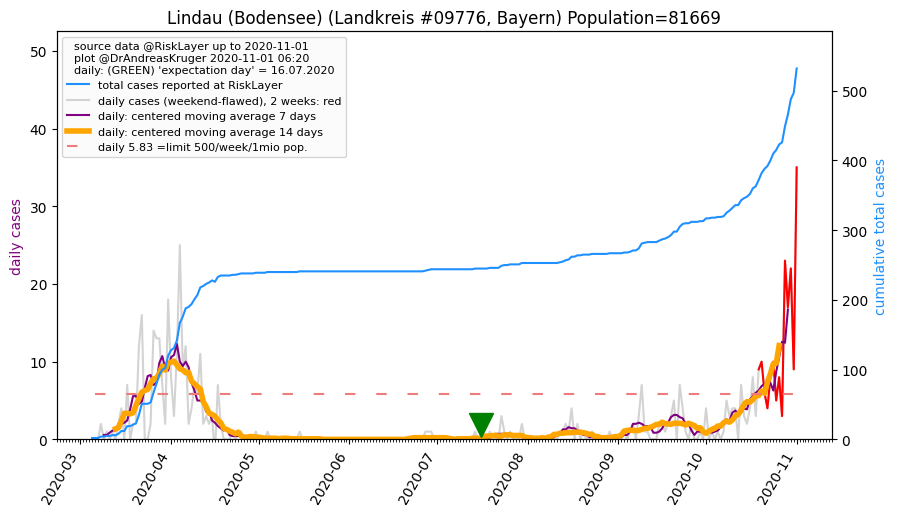 Lindau (Bodensee) (Landkreis #09776, Bayern) Population=81669
source data @RiskLayer up to 2020-11-01
plot @DrAndreasKruger 2020-11-01 06:20
daily: (GREEN) 'expectation day' = 16.07.2020
total cases reported at RiskLayer
daily cases (weekend-flawed), 2 weeks: red
daily: centered moving average 7 days
daily: centered moving average 14 days
daily 5.83 =limit 500/week/1mio pop.
daily cases
50
40
30
20
10
0
cumulative total cases
500
400
300
200
100
0
2020-03
2020-04
2020-05
2020-06
2020-07
2020-08
2020-09
2020-10
2020-11